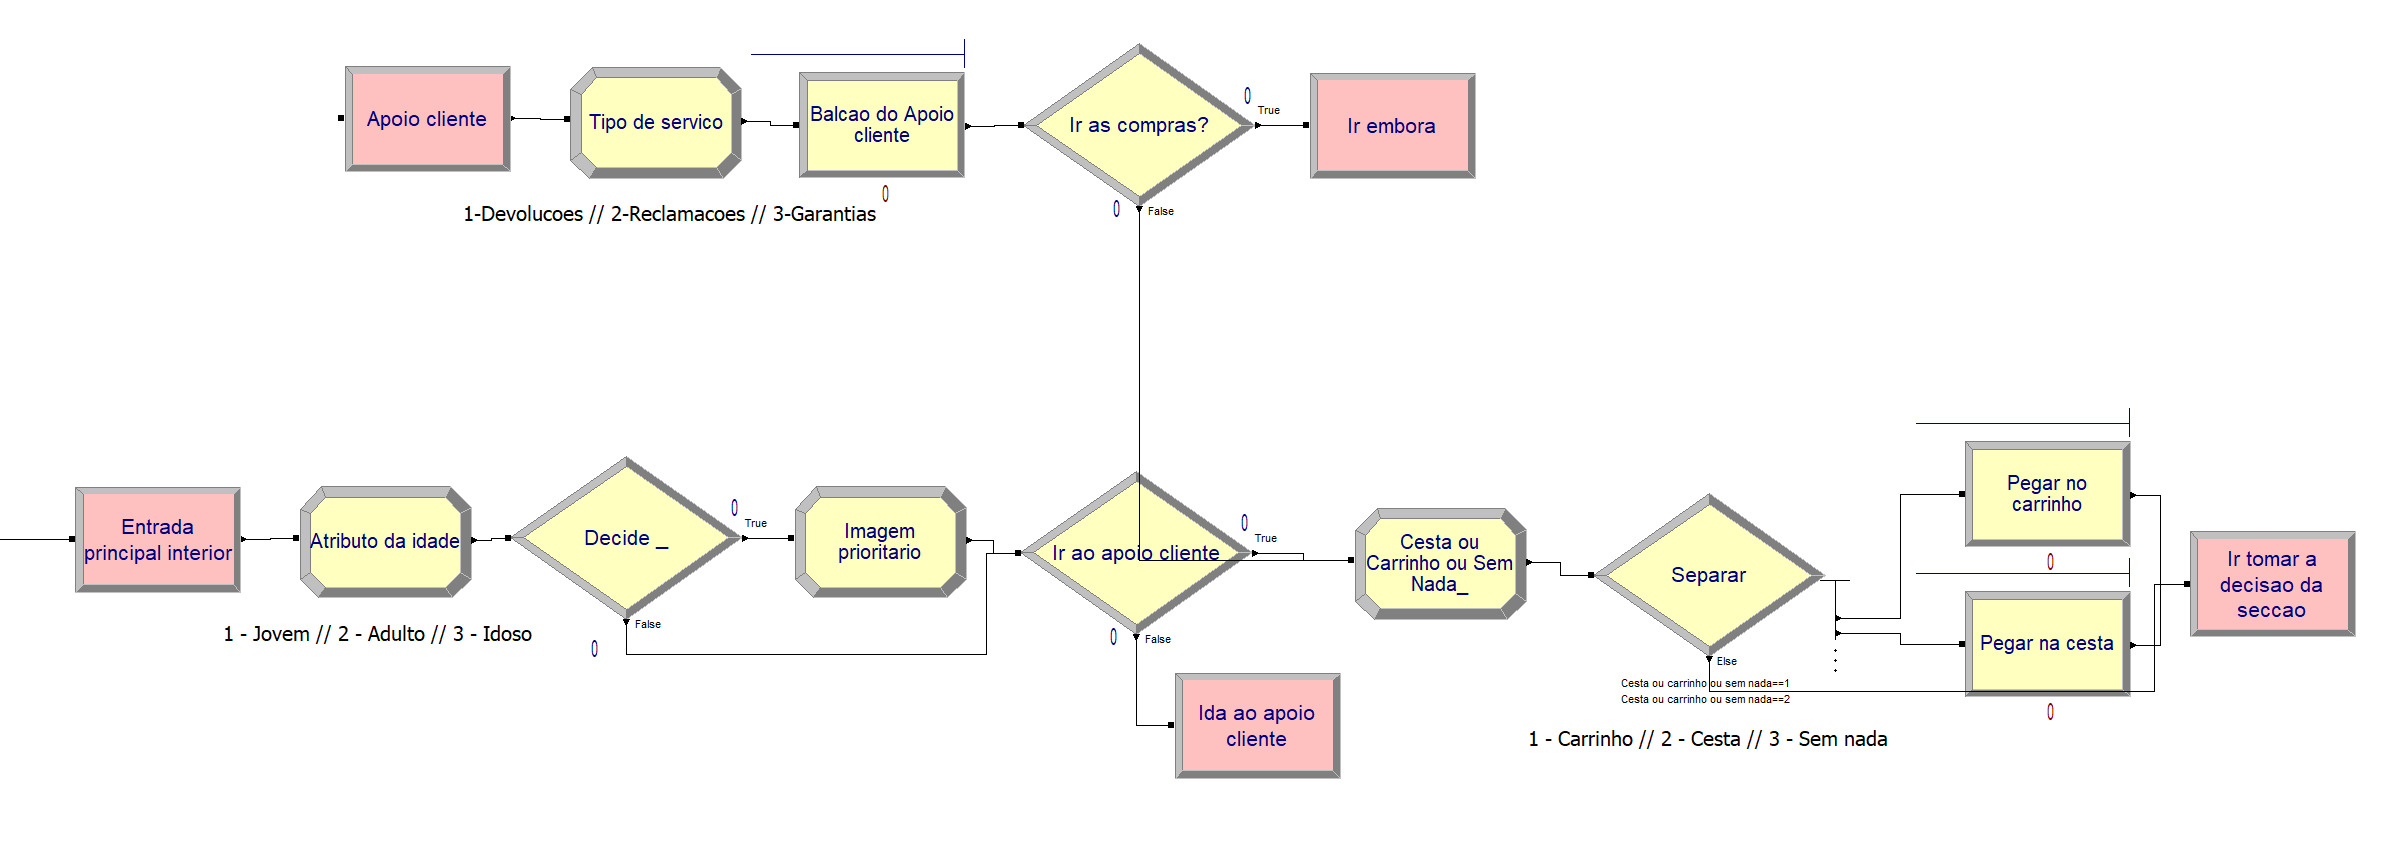 Apoio cliente
Tipo de servico
Balcao do Apoio
cliente
0
Ir as compras?
0
True
0
False
Ir embora
1-Devolucoes // 2-Reclamacoes // 3-Garantias
Entrada
principal interior
Atributo da idade
1 - Jovem // 2 - Adulto // 3 - Idoso
Decide _
0
True
0
False
Imagem
prioritario
Ir ao apoio cliente
0
True
0
False
Ida ao apoio
cliente
Cesta ou
Carrinho ou Sem
Nada_
Separar
Else
Cesta ou carrinho ou sem nada==1
Cesta ou carrinho ou sem nada==2
1 - Carrinho // 2 - Cesta // 3 - Sem nada
Pegar no
carrinho
0
Pegar na cesta
0
Ir tomar a
decisao da
seccao